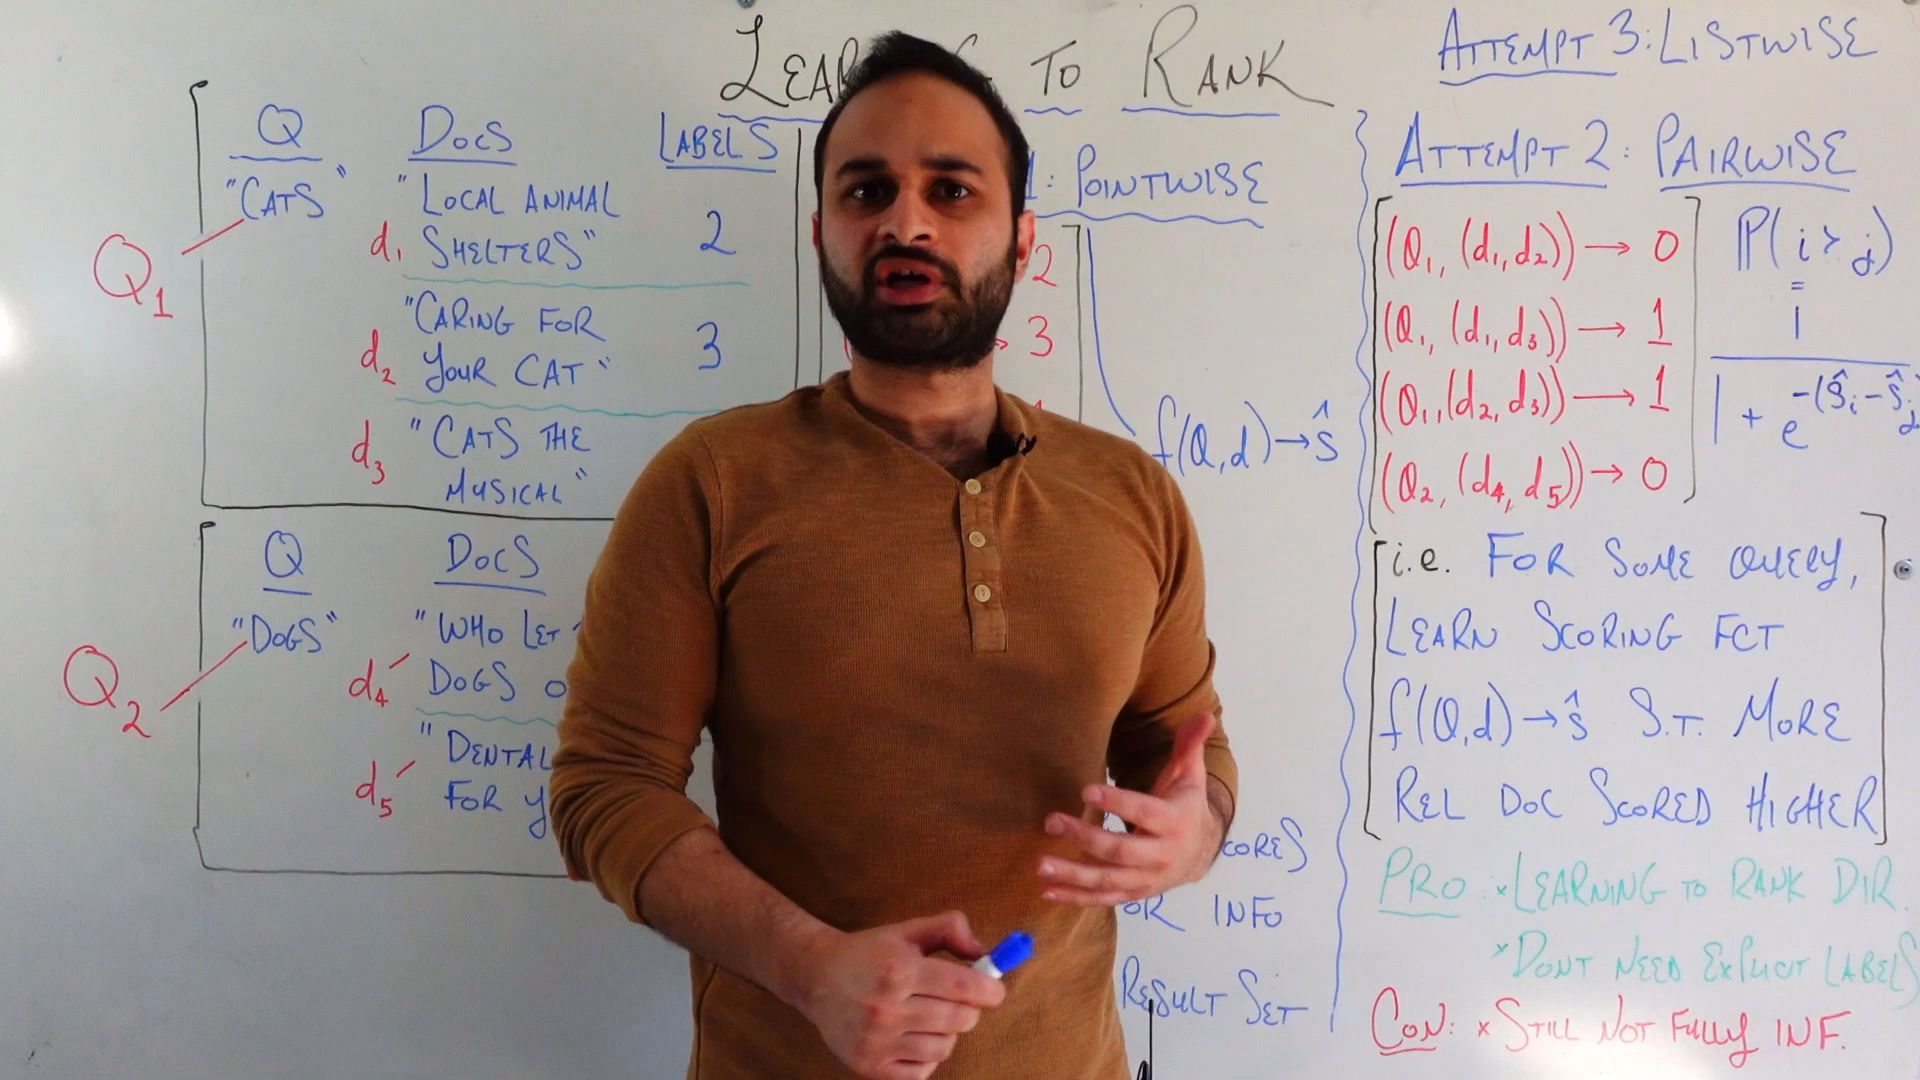 TO RANK
Q DOCS LABELS
"CATS" "LOCAL ANIMAL
Q1 d1 SHELTERS" 2
"CARING FOR
d2 YOUR CAT" 3
d3 "CATS THE
MUSICAL"
Q DOCS
"DOGS" "WHO LET
Q2 d4 DOGS
"DENTAL
d5 FOR
1: POINTWISE
2
3
f(Q,d)→ŝ
OR INFO
RESULT SET
ATTEMPT 3: LISTWISE
ATTEMPT 2: PAIRWISE
(Q1, (d1, d2)) → 0
(Q1, (d1, d3)) → 1
(Q1, (d2, d3)) → 1
(Q2, (d4, d5)) → 0
P(i > j)
=
1
1 + e^-(ŝi - ŝj)
i.e. FOR SOME QUERY,
LEARN SCORING FCT
f(Q,d)→ŝ S.T. MORE
REL DOC SCORED HIGHER
PRO: ×LEARNING TO RANK DIR.
×DONT NEED EXPLICIT LABELS
CON: × STILL NOT FULLY INF.